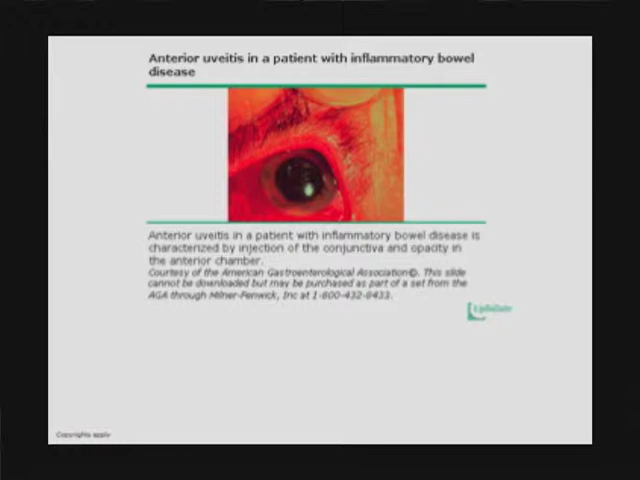 Anterior uveitis in a patient with inflammatory bowel
disease
Anterior uveitis in a patient with inflammatory bowel disease is
characterized by injection of the conjunctiva and opacity in
the anterior chamber.
Courtesy of the American Gastroenterological Association©. This slide
cannot be downloaded but may be purchased as part of a set from the
AGA through Milner-Fenwick, Inc at 1-800-432-8433.
UpToDate
Copyrights apply